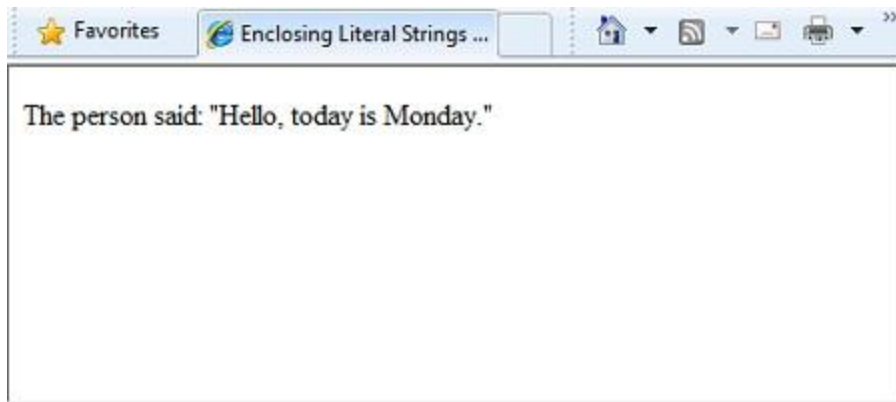 Favorites
Enclosing Literal Strings ...
The person said: "Hello, today is Monday."